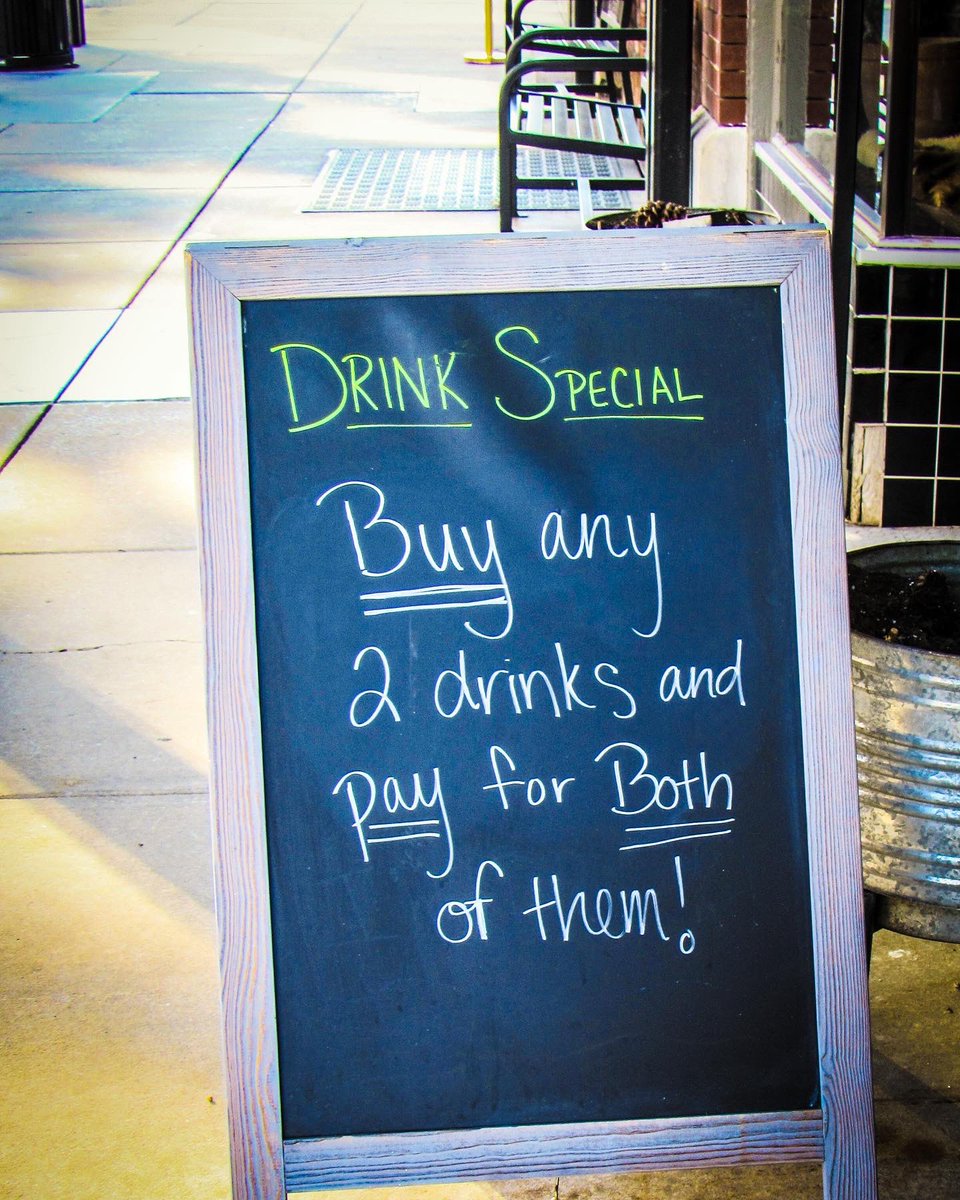 DRINK SPECIAL
Buy any
2 drinks and
pay for Both
of them!